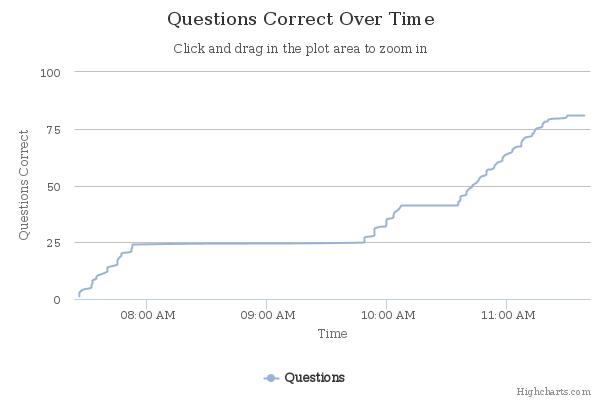 Questions Correct Over Time
Click and drag in the plot area to zoom in
Questions Correct
100
75
50
25
0
08:00 AM 09:00 AM 10:00 AM 11:00 AM
Time
Questions
Highcharts.com